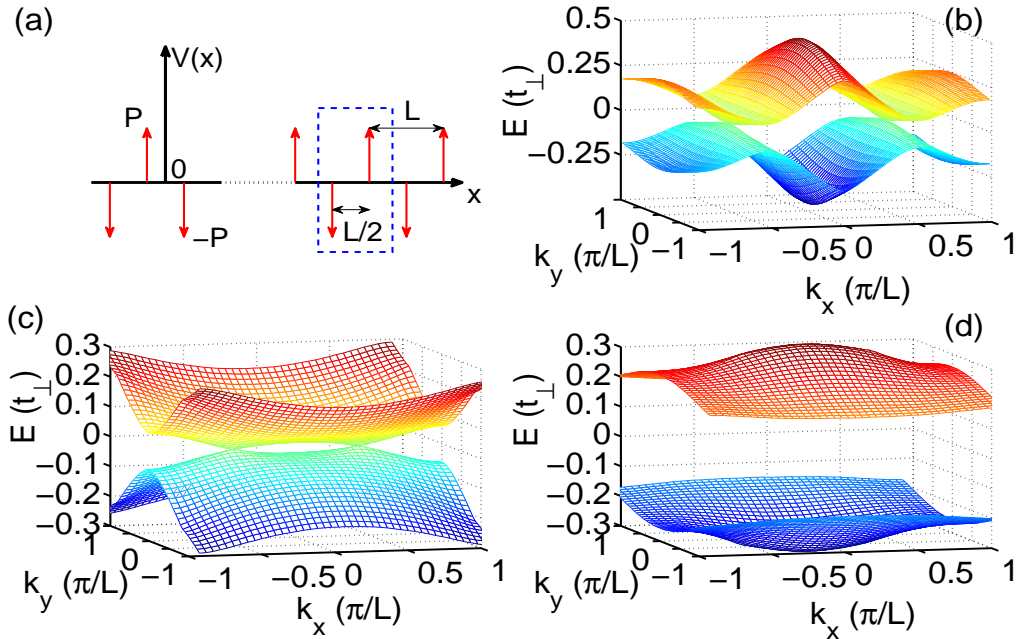 (a)
V(x)
P
0
−P
L
L/2
x
(b)
E (t⊥)
0.5
0.25
0
−0.25
1
0
−1
k_y (π/L)
−1
−0.5
0
0.5
1
k_x (π/L)
(c)
E (t⊥)
0.3
0.2
0.1
0
−0.1
−0.2
−0.3
1
0
−1
k_y (π/L)
−1
−0.5
0
0.5
1
k_x (π/L)
(d)
E (t⊥)
0.3
0.2
0.1
0
−0.1
−0.2
−0.3
1
0
−1
k_y (π/L)
−1
−0.5
0
0.5
1
k_x (π/L)